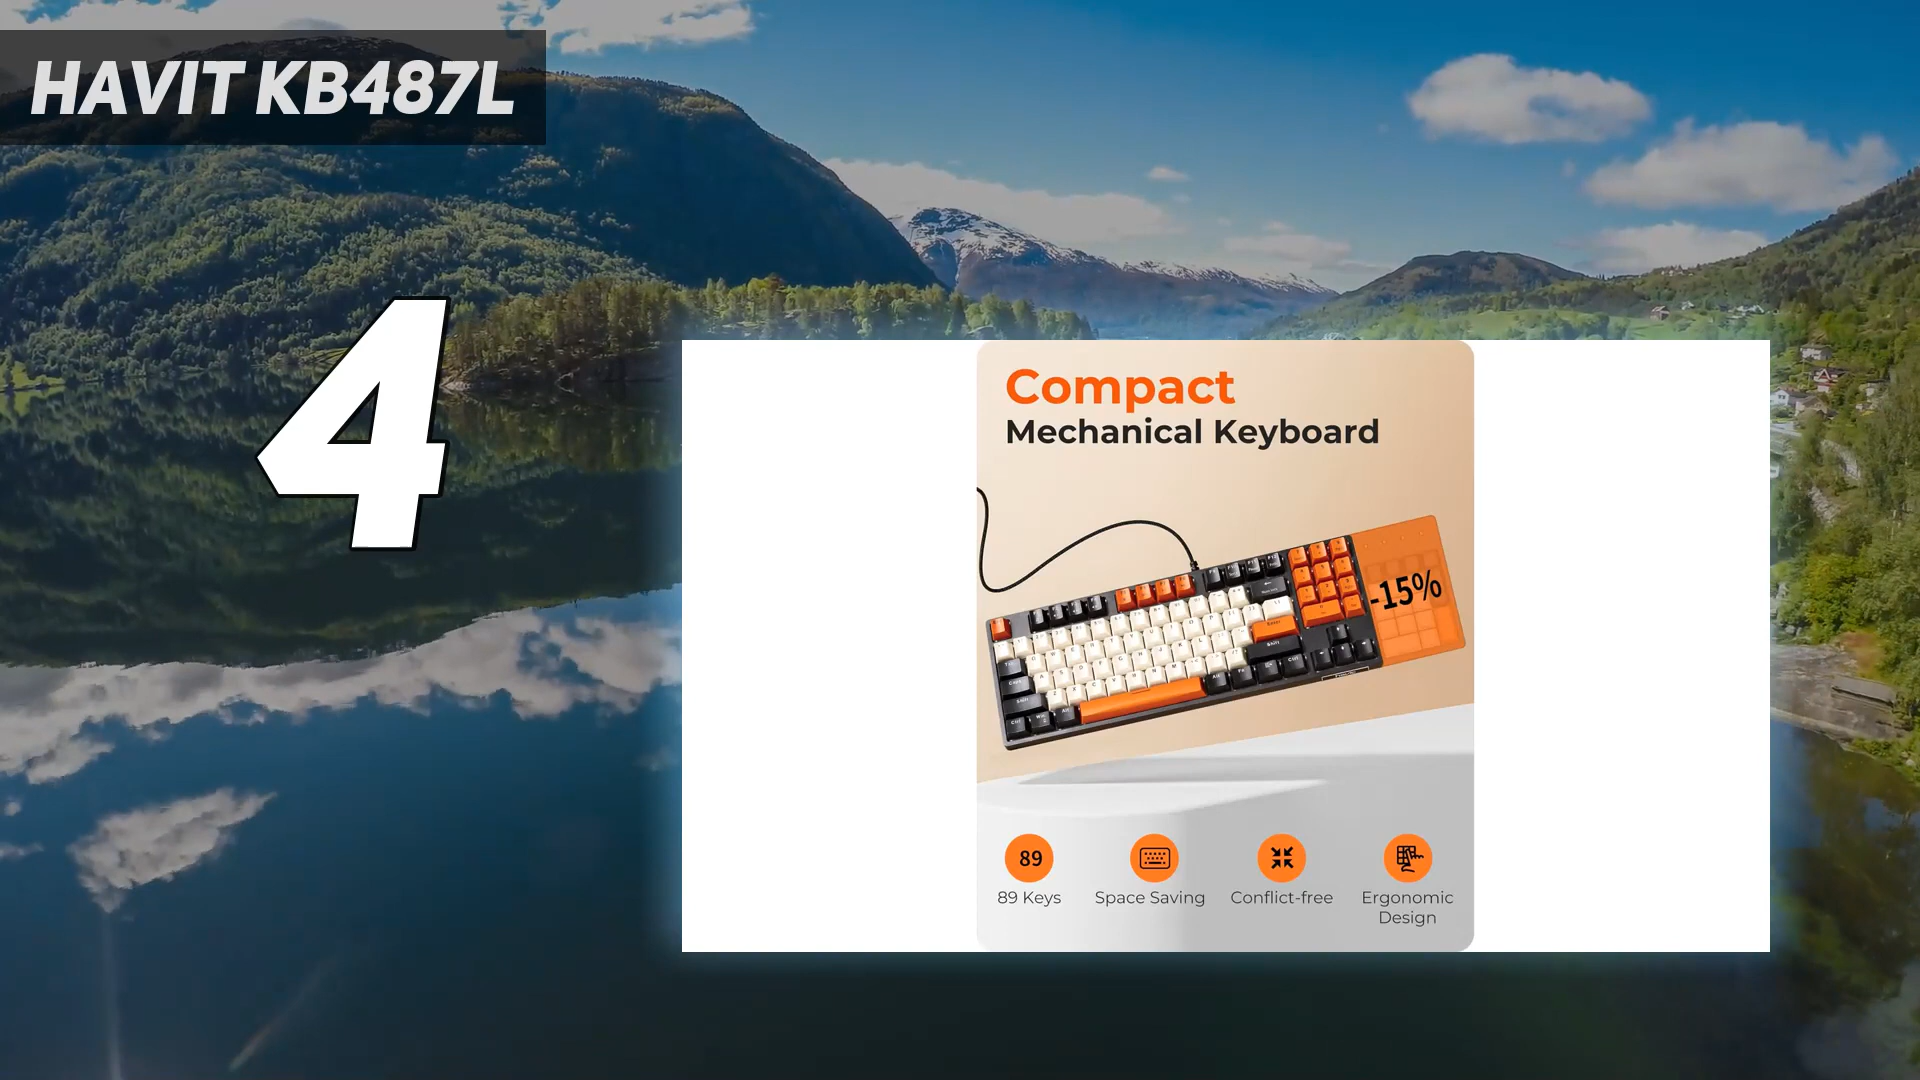 HAVIT KB487L
4
Compact
Mechanical Keyboard
-15%
89
89 Keys
Space Saving
Conflict-free
Ergonomic
Design